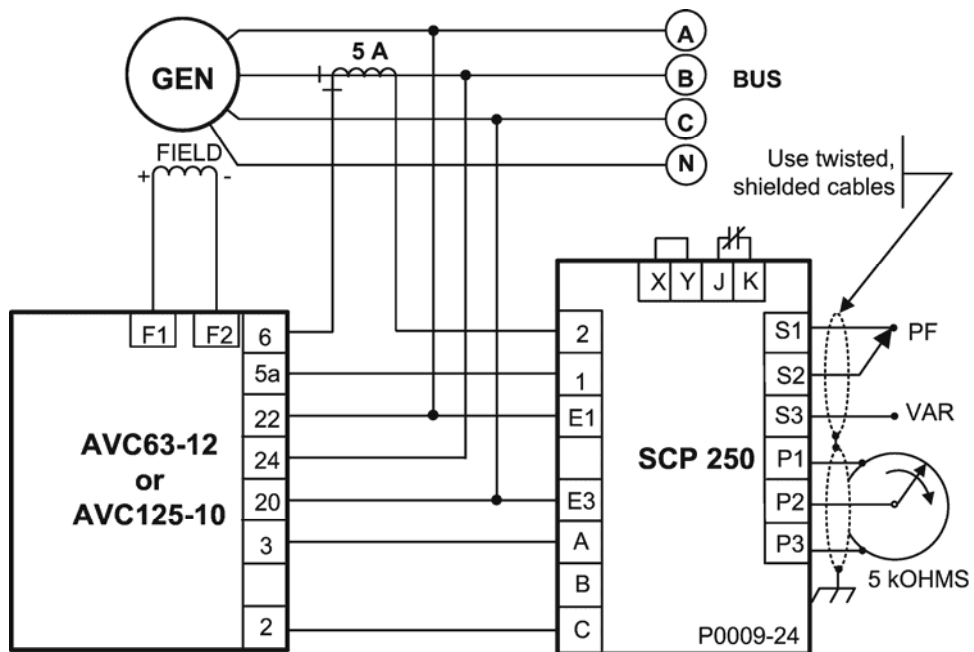 GEN
5 A
A
B
C
N
BUS
FIELD
+ -
Use twisted,
shielded cables
F1 F2
6
5a
22
24
20
3
2
AVC63-12
or
AVC125-10
X Y J K
2
1
E1
E3
A
B
C
SCP 250
S1
S2
S3
P1
P2
P3
PF
VAR
5 kOHMS
P0009-24